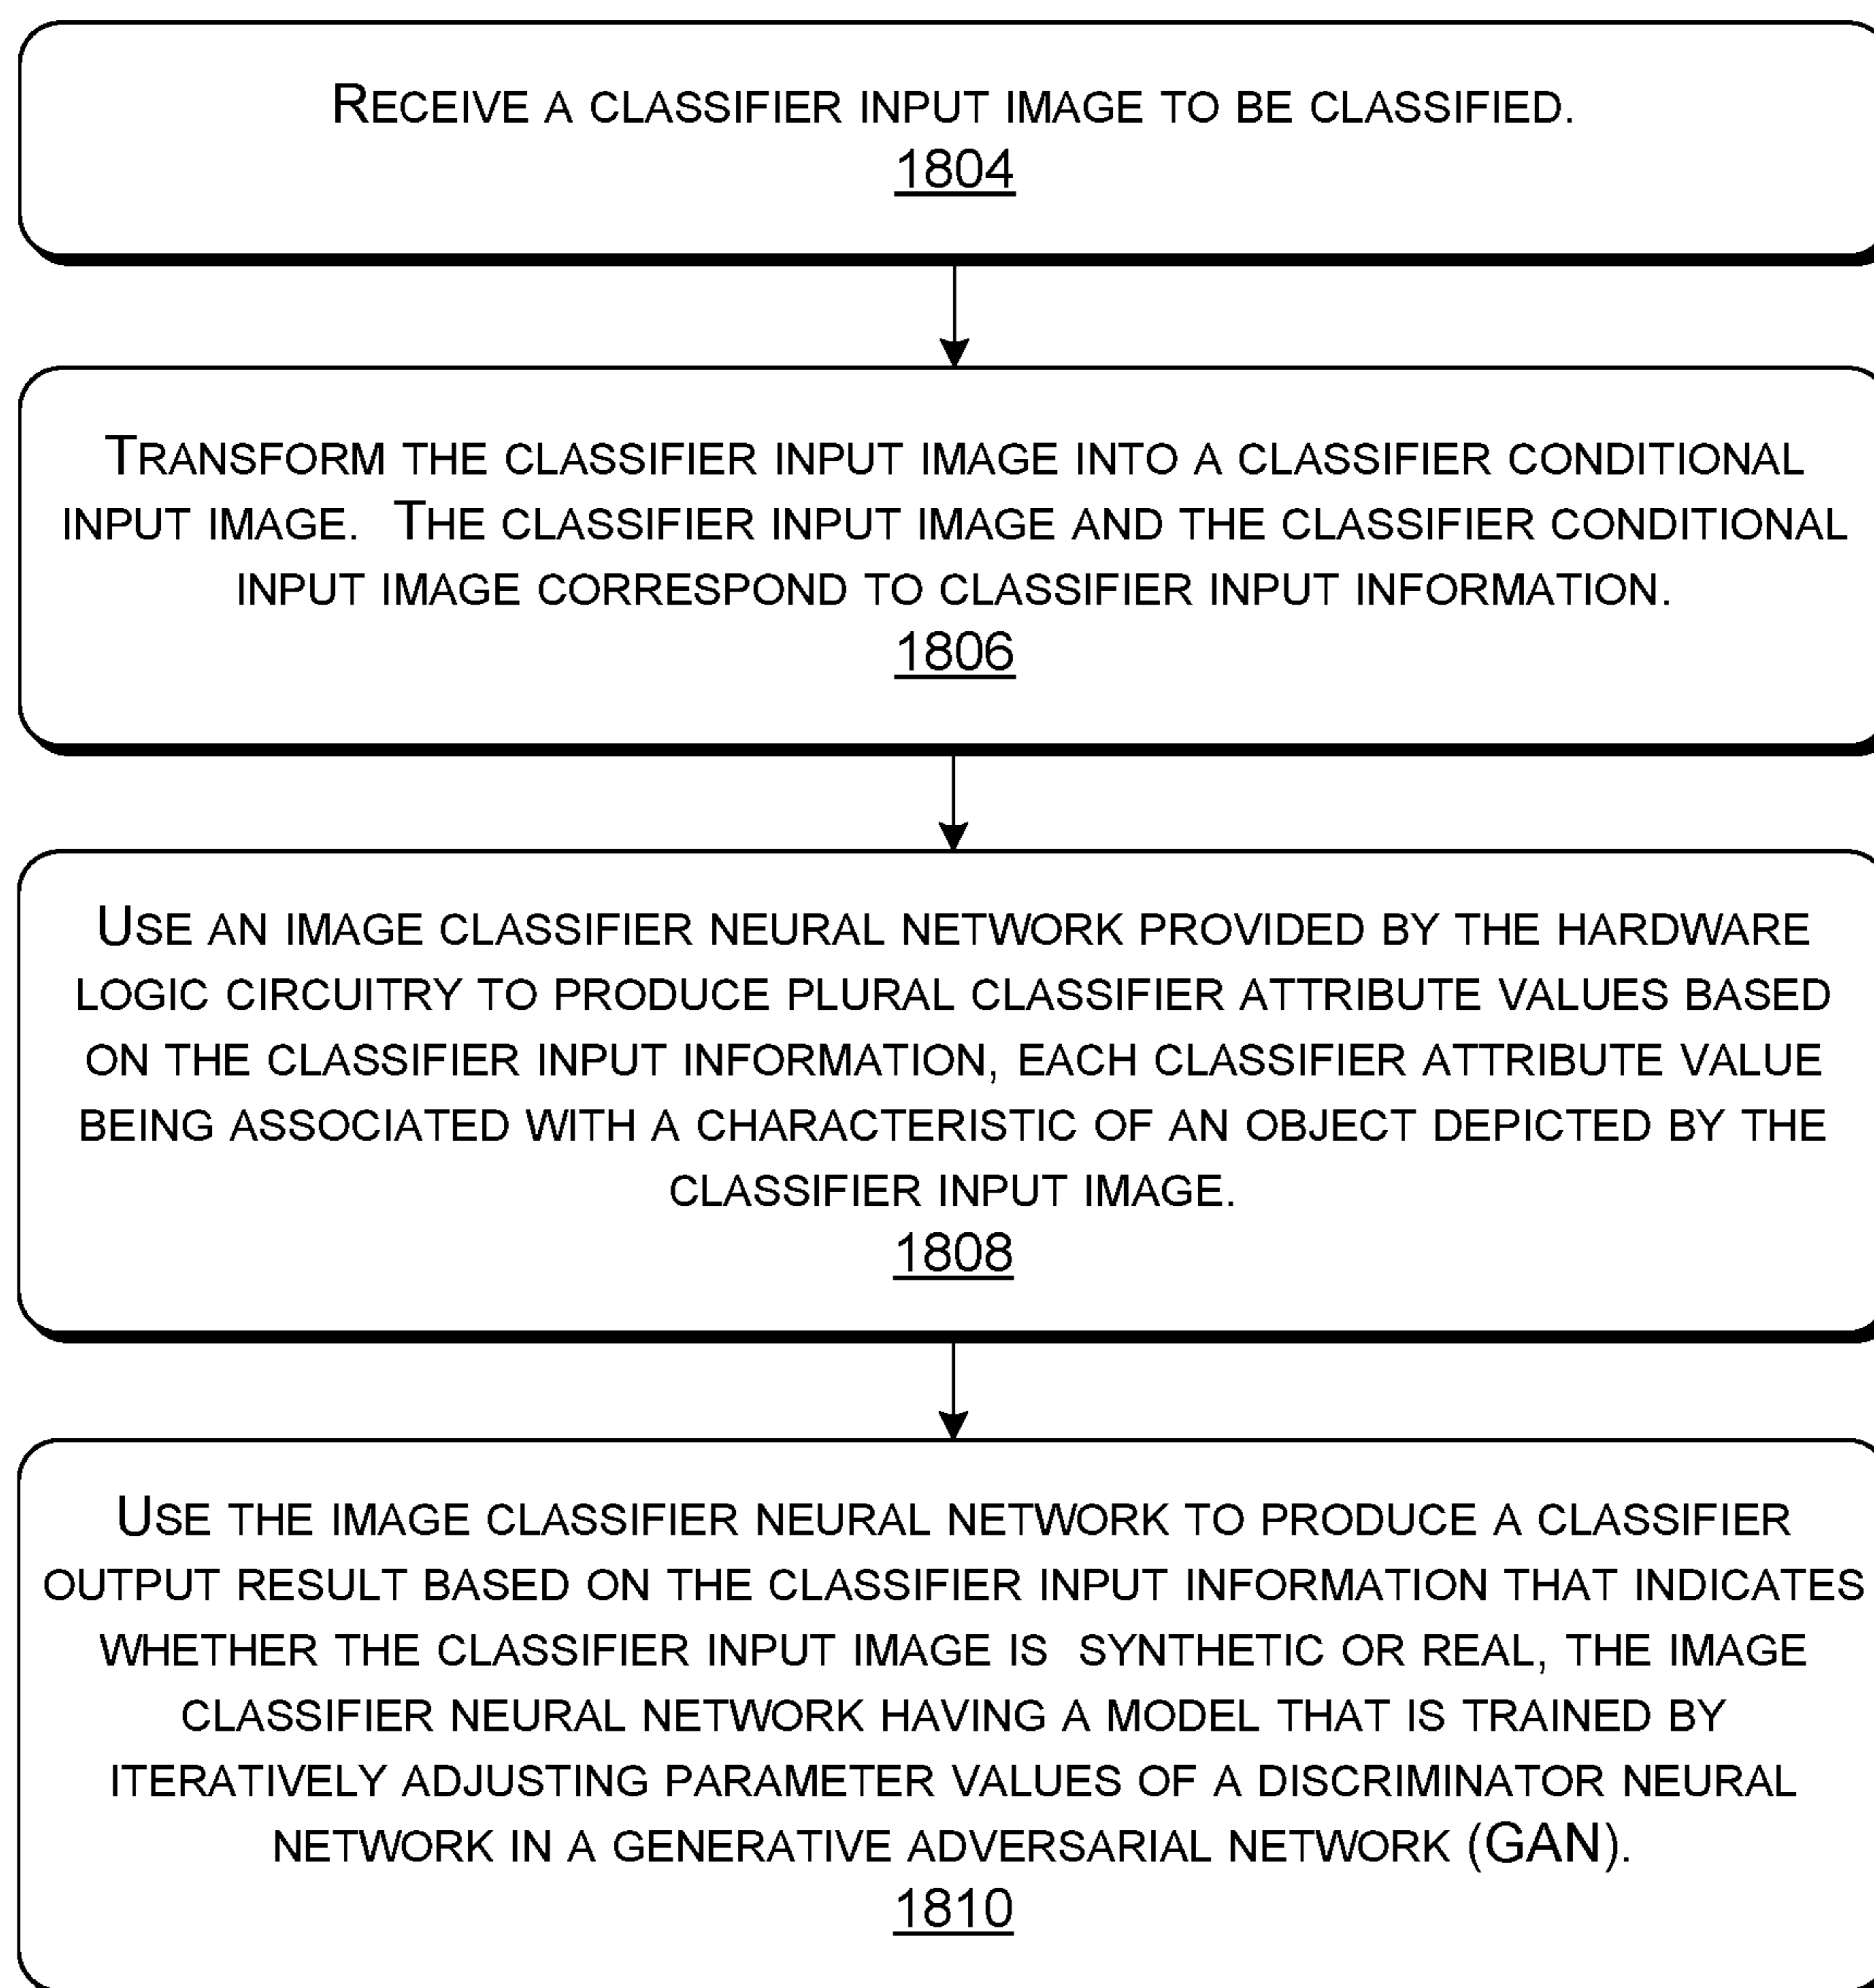 RECEIVE A CLASSIFIER INPUT IMAGE TO BE CLASSIFIED.
1804
TRANSFORM THE CLASSIFIER INPUT IMAGE INTO A CLASSIFIER CONDITIONAL
INPUT IMAGE. THE CLASSIFIER INPUT IMAGE AND THE CLASSIFIER CONDITIONAL
INPUT IMAGE CORRESPOND TO CLASSIFIER INPUT INFORMATION.
1806
USE AN IMAGE CLASSIFIER NEURAL NETWORK PROVIDED BY THE HARDWARE
LOGIC CIRCUITRY TO PRODUCE PLURAL CLASSIFIER ATTRIBUTE VALUES BASED
ON THE CLASSIFIER INPUT INFORMATION, EACH CLASSIFIER ATTRIBUTE VALUE
BEING ASSOCIATED WITH A CHARACTERISTIC OF AN OBJECT DEPICTED BY THE
CLASSIFIER INPUT IMAGE.
1808
USE THE IMAGE CLASSIFIER NEURAL NETWORK TO PRODUCE A CLASSIFIER
OUTPUT RESULT BASED ON THE CLASSIFIER INPUT INFORMATION THAT INDICATES
WHETHER THE CLASSIFIER INPUT IMAGE IS SYNTHETIC OR REAL, THE IMAGE
CLASSIFIER NEURAL NETWORK HAVING A MODEL THAT IS TRAINED BY
ITERATIVELY ADJUSTING PARAMETER VALUES OF A DISCRIMINATOR NEURAL
NETWORK IN A GENERATIVE ADVERSARIAL NETWORK (GAN).
1810